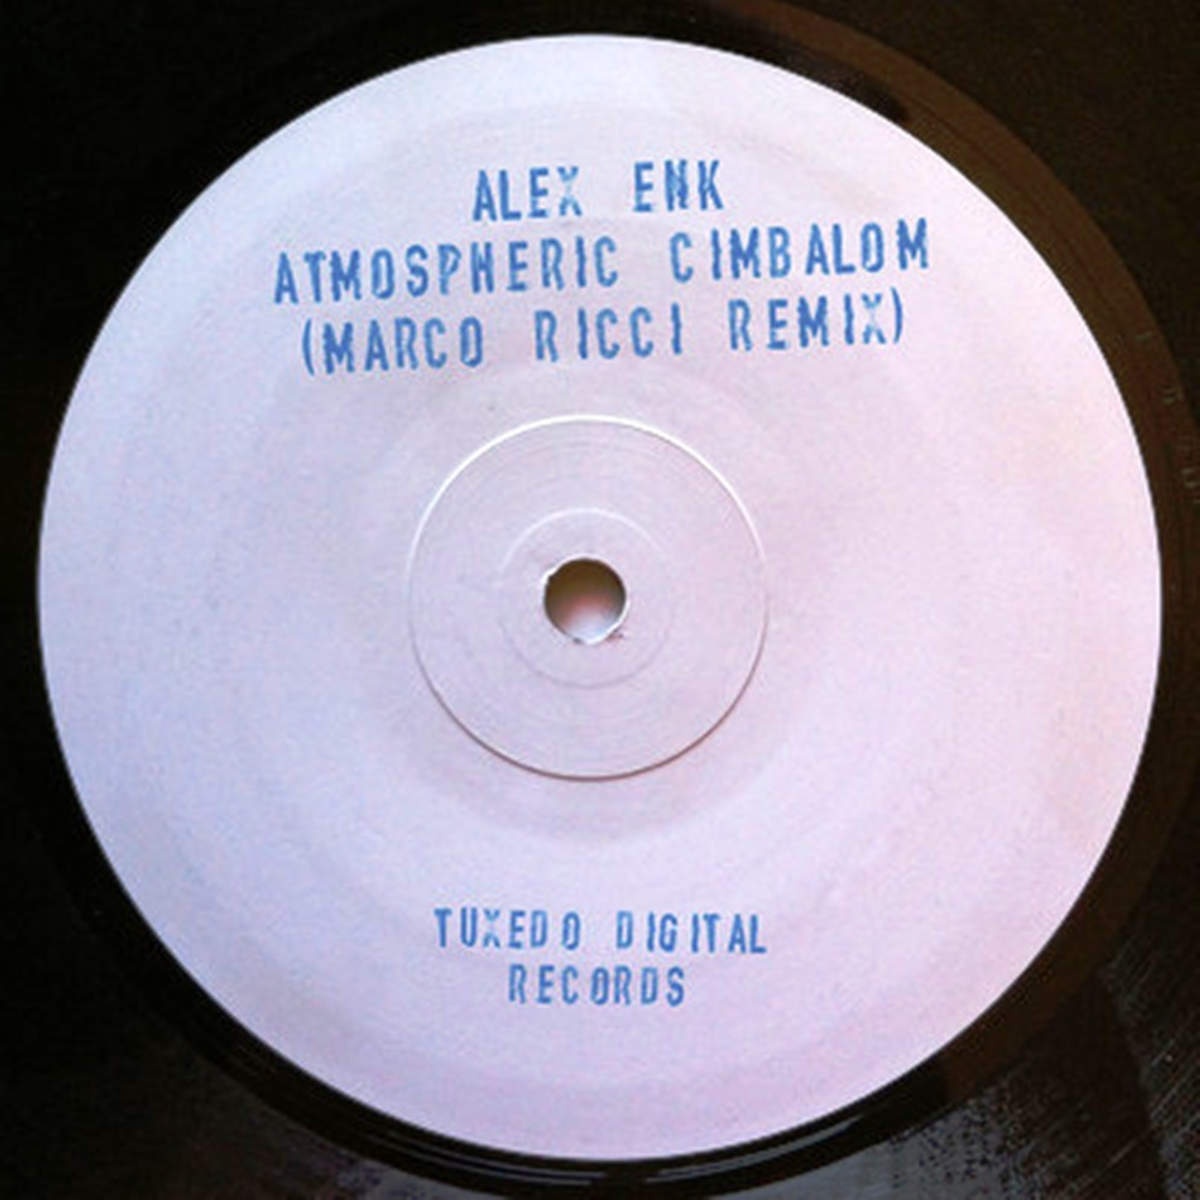 ALEX ENK
ATMOSPHERIC CIMBALOM
(MARCO RICCI REMIX)
TUXEDO DIGITAL
RECORDS